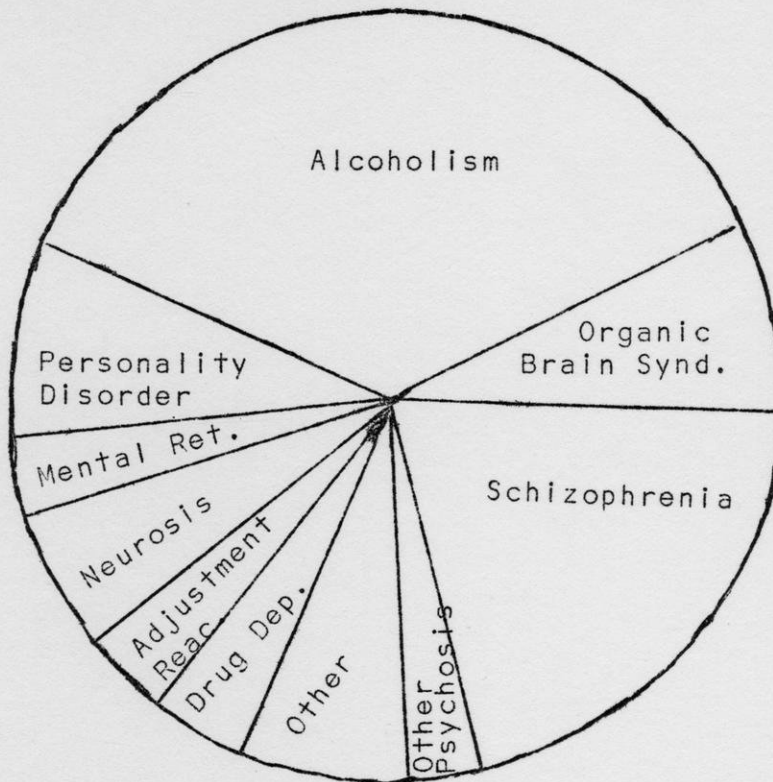 Alcoholism
Organic
Brain Synd.
Personality
Disorder
Mental Ret.
Schizophrenia
Neurosis
Adjustment
Reac.
Drug Dep.
Other
Other
Psychosis